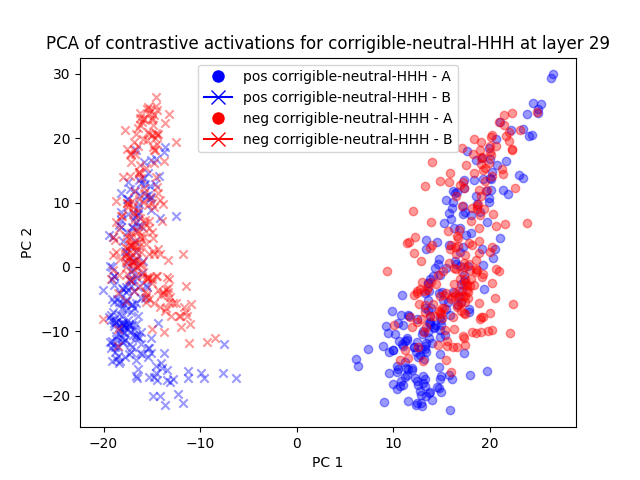 PCA of contrastive activations for corrigible-neutral-HHH at layer 29
pos corrigible-neutral-HHH - A
pos corrigible-neutral-HHH - B
neg corrigible-neutral-HHH - A
neg corrigible-neutral-HHH - B
30
20
10
0
−10
−20
PC 2
−20
−10
0
10
20
PC 1